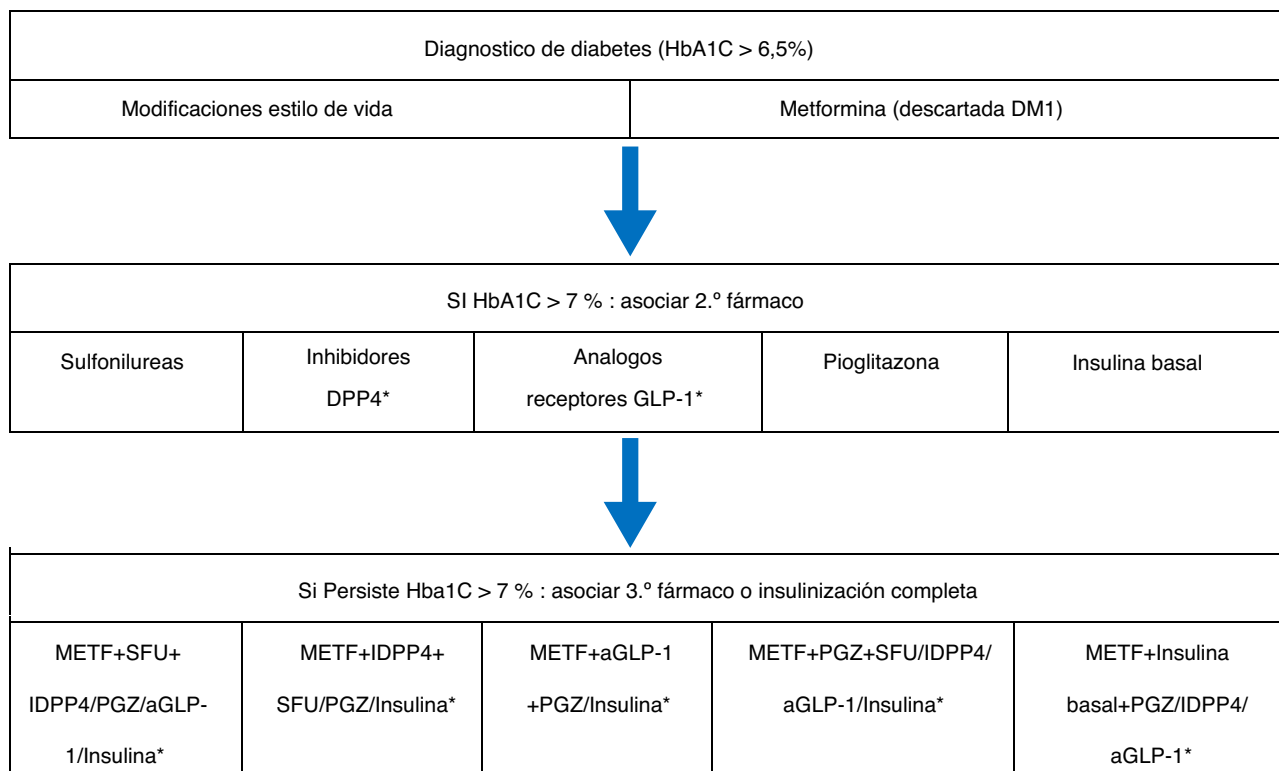 Diagnostico de diabetes (HbA1C > 6,5%)
Modificaciones estilo de vida
Metformina (descartada DM1)
SI HbA1C > 7 % : asociar 2.º fármaco
Sulfonilureas
Inhibidores
DPP4*
Analogos
receptores GLP-1*
Pioglitazona
Insulina basal
Si Persiste Hba1C > 7 % : asociar 3.º fármaco o insulinización completa
METF+SFU+
IDPP4/PGZ/aGLP-
1/Insulina*
METF+IDPP4+
SFU/PGZ/Insulina*
METF+aGLP-1
+PGZ/Insulina*
METF+PGZ+SFU/IDPP4/
aGLP-1/Insulina*
METF+Insulina
basal+PGZ/IDPP4/
aGLP-1*